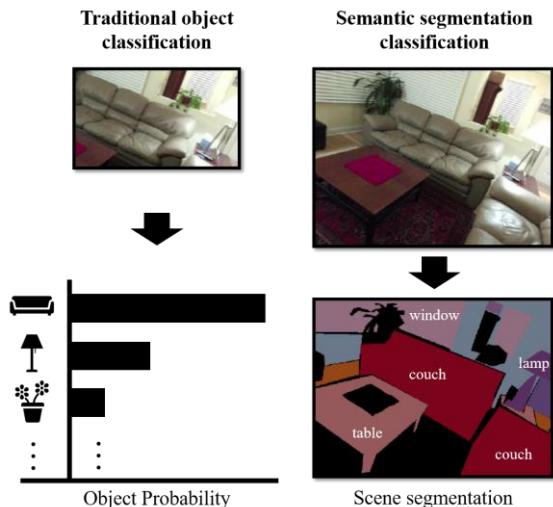 Traditional object
classification
Semantic segmentation
classification
Object Probability
window
couch
lamp
table
couch
Scene segmentation